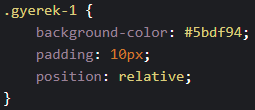 .gyerek-1 {
    background-color: #5bdf94;
    padding: 10px;
    position: relative;
}